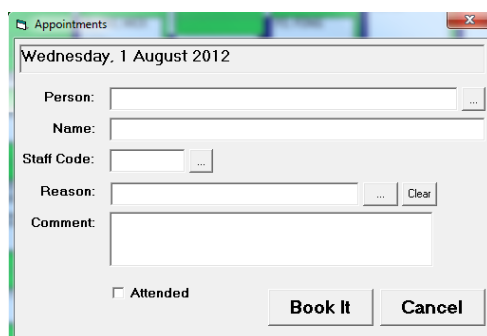 Appointments
Wednesday, 1 August 2012
Person:
...
Name:
Staff Code:
...
Reason:
... Clear
Comment:
Attended
Book It Cancel